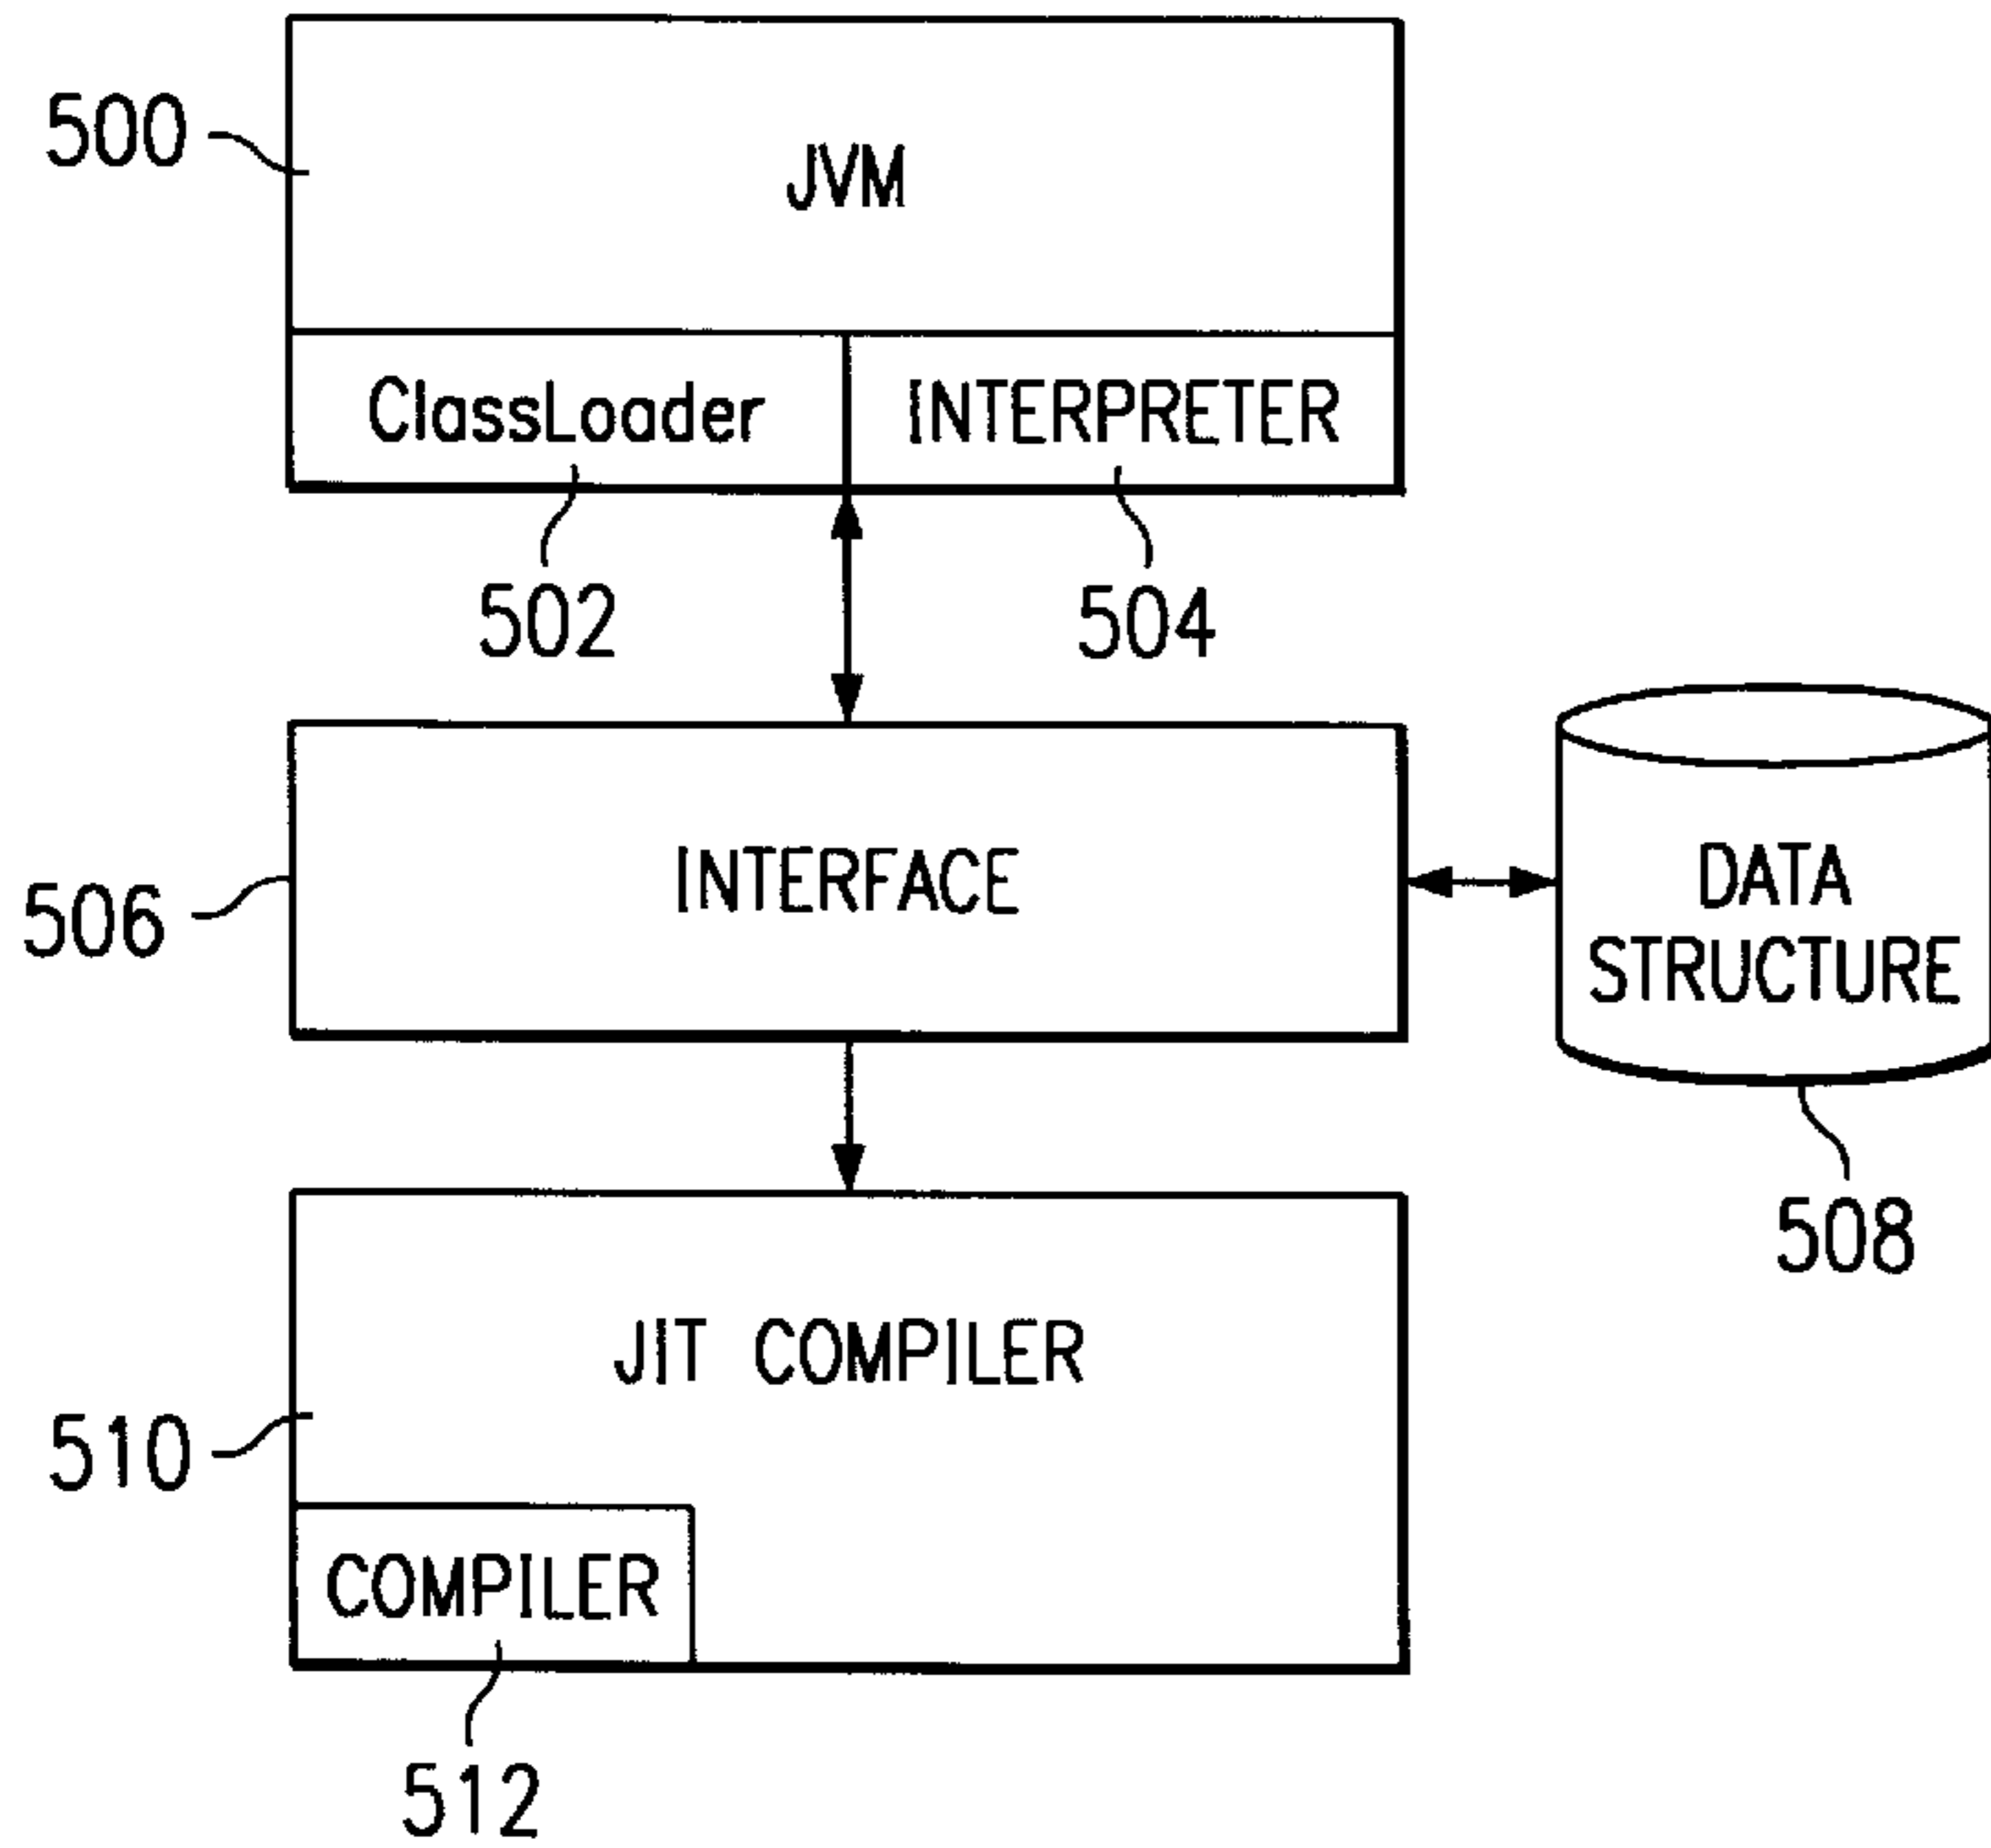 500
JVM
ClassLoader
INTERPRETER
502
504
506
INTERFACE
DATA
STRUCTURE
508
JIT COMPILER
510
COMPILER
512